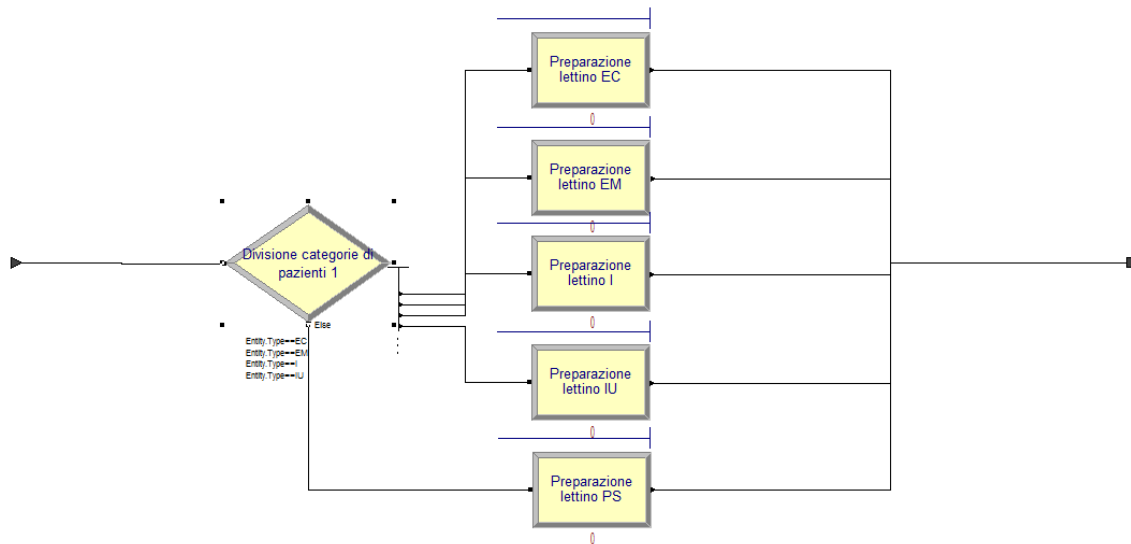 Preparazione
lettino EC
0
Preparazione
lettino EM
0
Divisione categorie di
pazienti 1
Preparazione
lettino I
0
Else
Entity.Type==EC
Entity.Type==EM
Entity.Type==I
Entity.Type==IU
Preparazione
lettino IU
0
Preparazione
lettino PS
0